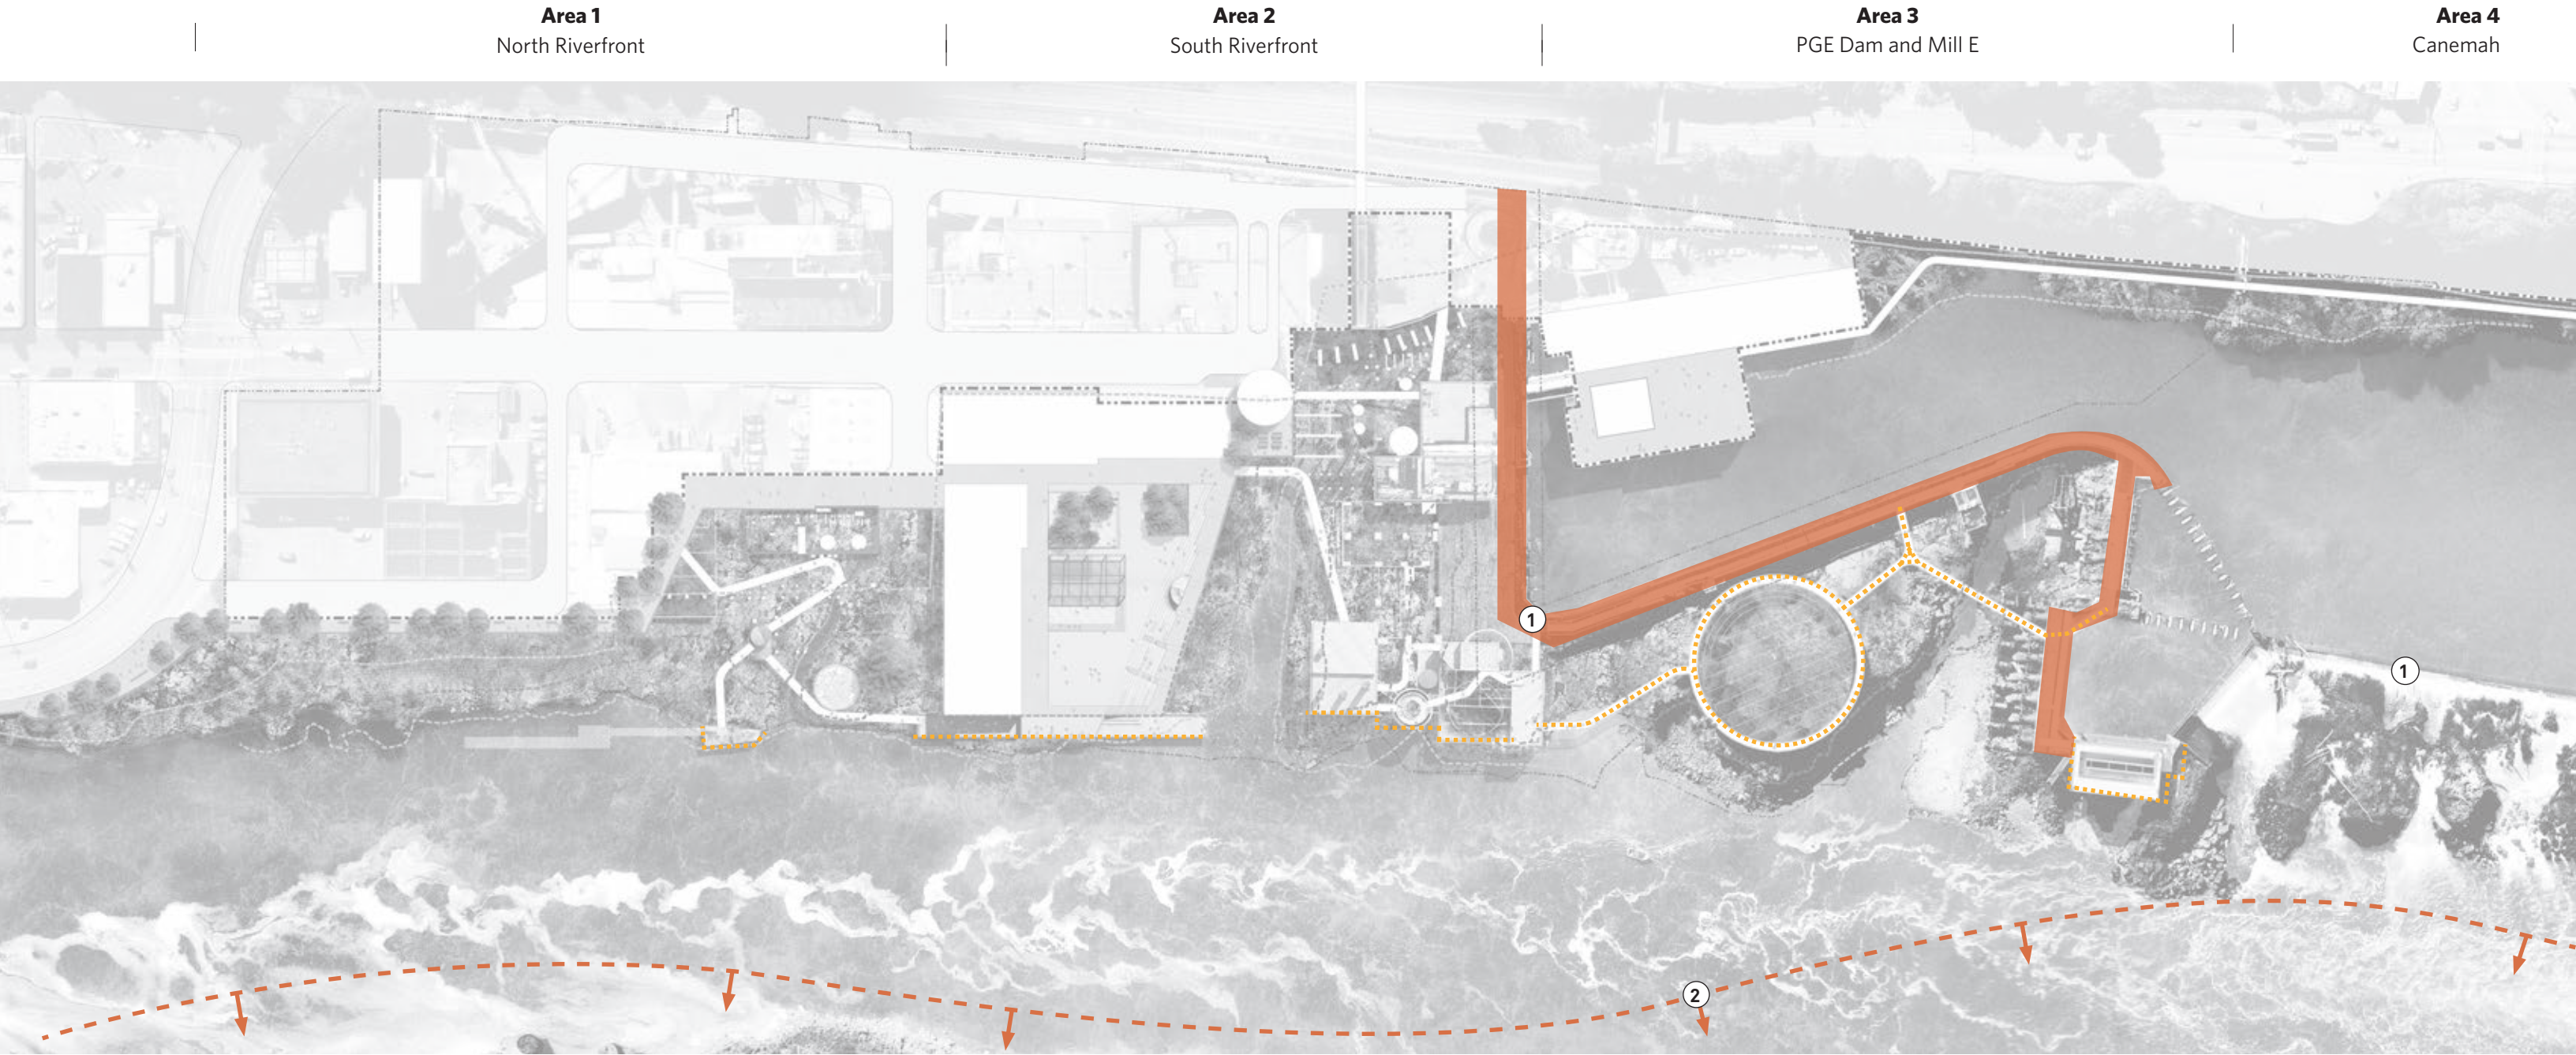 Area 1
North Riverfront
Area 2
South Riverfront
Area 3
PGE Dam and Mill E
Area 4
Canemah
1
1
2